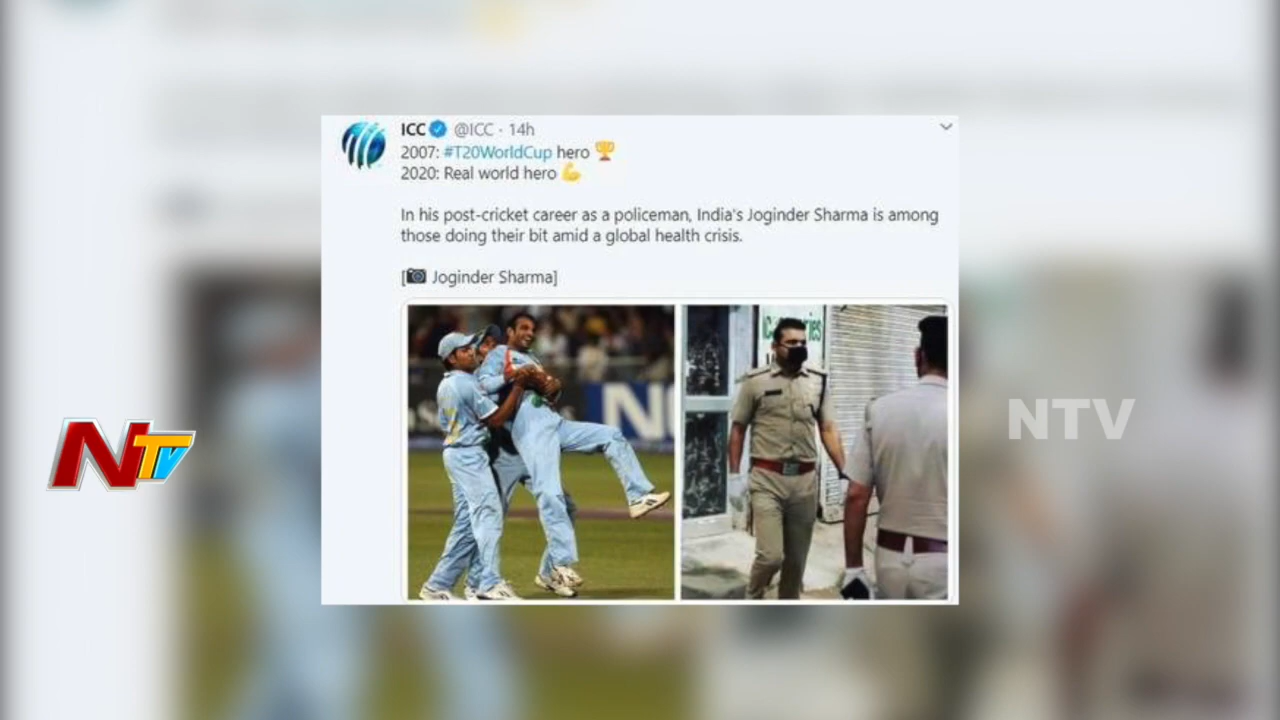 ICC @ICC · 14h
2007: #T20WorldCup hero 🏆
2020: Real world hero 💪
In his post-cricket career as a policeman, India's Joginder Sharma is among
those doing their bit amid a global health crisis.
[📷 Joginder Sharma]
NTV
NTV